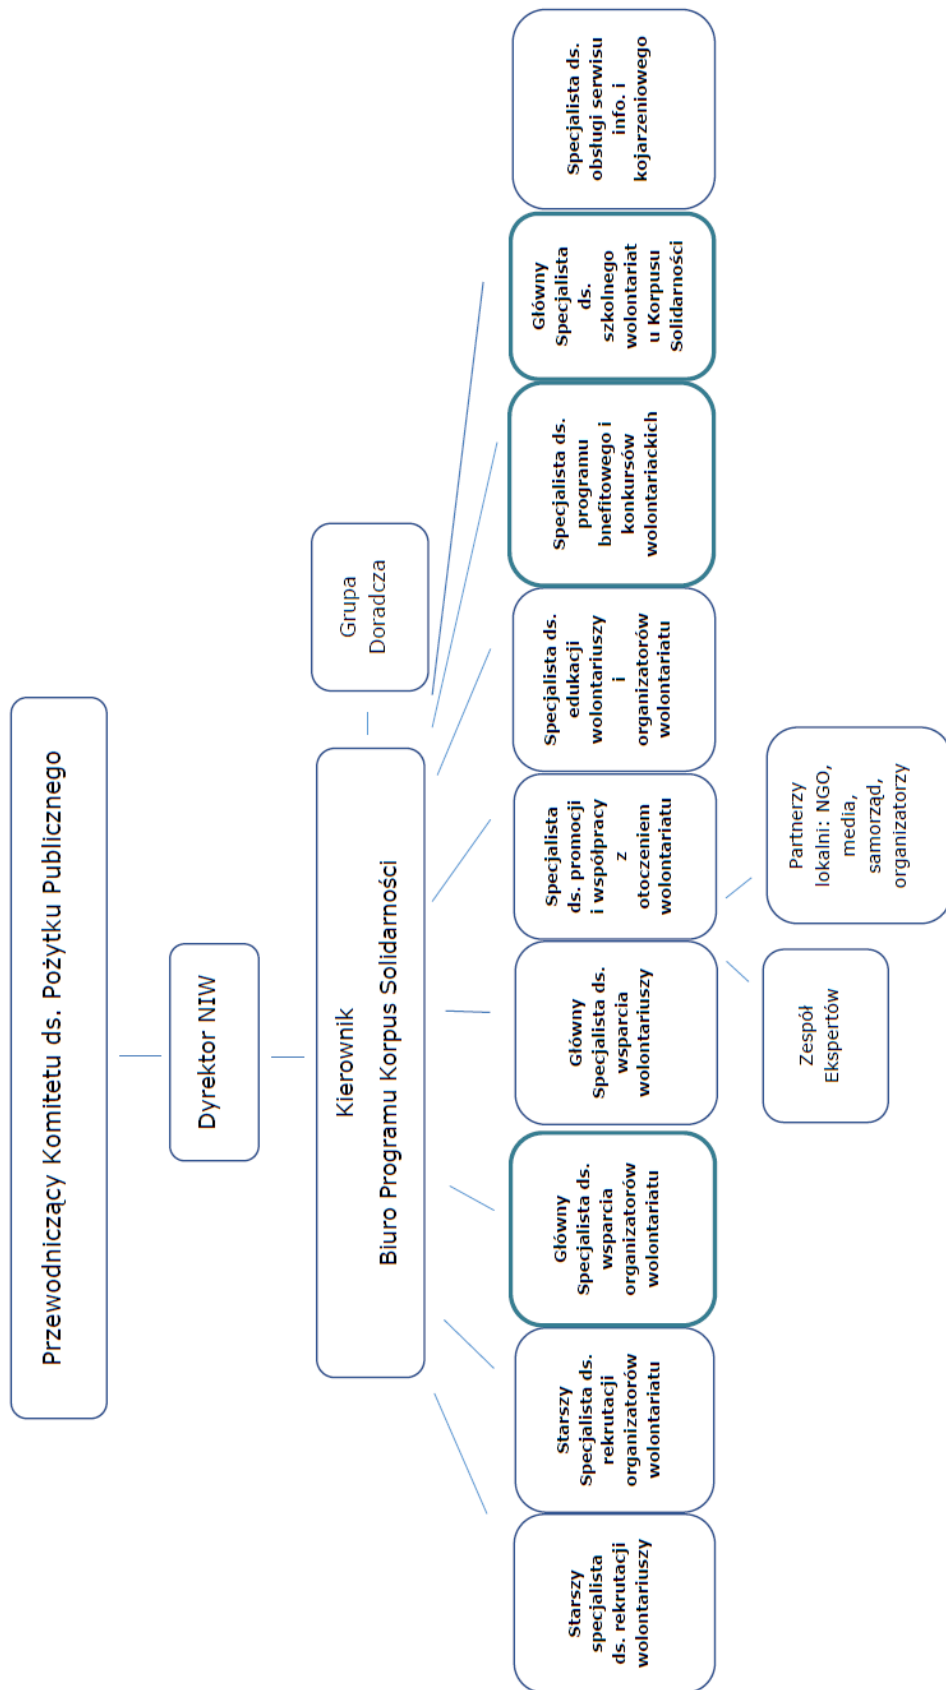 Przewodniczący Komitetu ds. Pożytku Publicznego
Dyrektor NIW
Kierownik
Biuro Programu Korpus Solidarności
Grupa
Doradcza
Starszy
specjalista
ds. rekrutacji
wolontariuszy
Starszy
Specjalista ds.
rekrutacji
organizatorów
wolontariatu
Główny
Specjalista ds.
wsparcia
organizatorów
wolontariatu
Główny
Specjalista ds.
wsparcia
wolontariuszy
Specjalista
ds. promocji
i współpracy
z
otoczeniem
wolontariatu
Specjalista ds.
edukacji
wolontariuszy
i
organizatorów
wolontariatu
Specjalista ds.
programu
bnefitowego i
konkursów
wolontariackich
Główny
Specjalista
ds.
szkolnego
wolontariat
u Korpusu
Solidarności
Specjalista ds.
obsługi serwisu
info. i
kojarzeniowego
Zespół
Ekspertów
Partnerzy
lokalni: NGO,
media,
samorząd,
organizatorzy